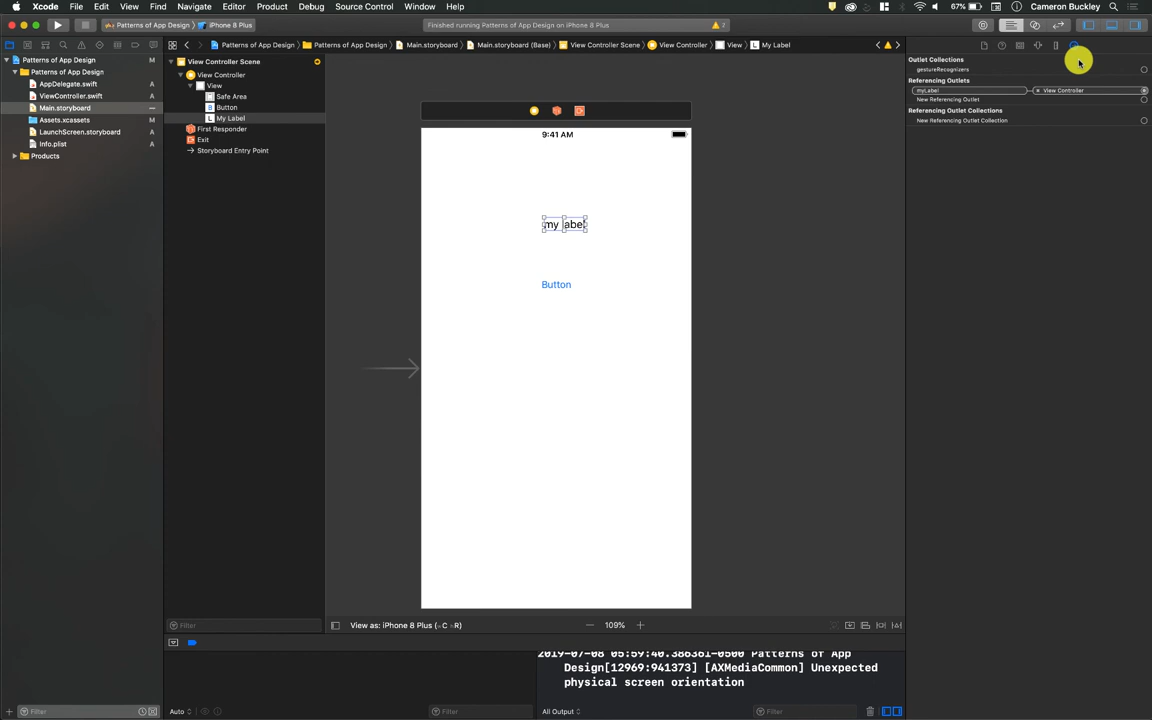 Xcode File Edit View Find Navigate Editor Product Debug Source Control Window Help 67% Cameron Buckley
Patterns of App Design iPhone 8 Plus Finished running Patterns of App Design on iPhone 8 Plus 2
Patterns of App Design M
Patterns of App Design
AppDelegate.swift A
ViewController.swift A
Main.storyboard
Assets.xcassets A
LaunchScreen.storyboard A
Info.plist A
Products
Patterns of App Design Patterns of App Design Main.storyboard Main.storyboard (Base) View Controller Scene View Controller View L My Label
View Controller Scene
View Controller
View
Safe Area
B Button
L My Label
First Responder
Exit
Storyboard Entry Point
9:41 AM
my label
Button
Outlet Collections
gestureRecognizers
Referencing Outlets
myLabel View Controller
New Referencing Outlet
Referencing Outlet Collections
New Referencing Outlet Collection
Filter
View as: iPhone 8 Plus (wC hR) 109%
2019-07-08 05:59:40.386361-0500 Patterns of App
Design[12969:941373] [AXMediaCommon] Unexpected
physical screen orientation
Filter
Auto
Filter
All Output
Filter